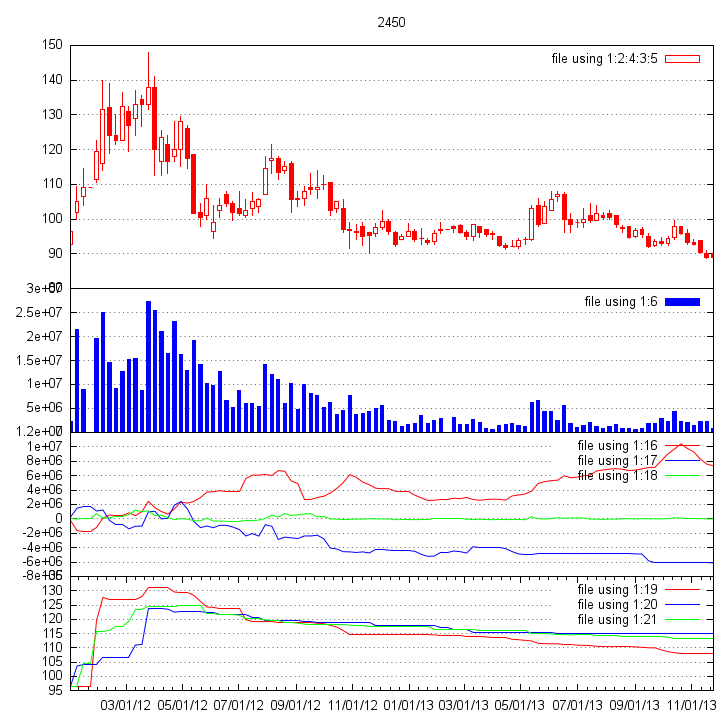 2450
150
file using 1:2:4:3:5
140
130
120
110
100
90
80
3e+07
file using 1:6
2.5e+07
2e+07
1.5e+07
1e+07
5e+06
0
1.2e+07
1e+07
file using 1:16
8e+06
file using 1:17
6e+06
file using 1:18
4e+06
2e+06
0
-2e+06
-4e+06
-6e+06
-8e+06
130
file using 1:19
125
file using 1:20
120
file using 1:21
115
110
105
100
95
03/01/12 05/01/12 07/01/12 09/01/12 11/01/12 01/01/13 03/01/13 05/01/13 07/01/13 09/01/13 11/01/13